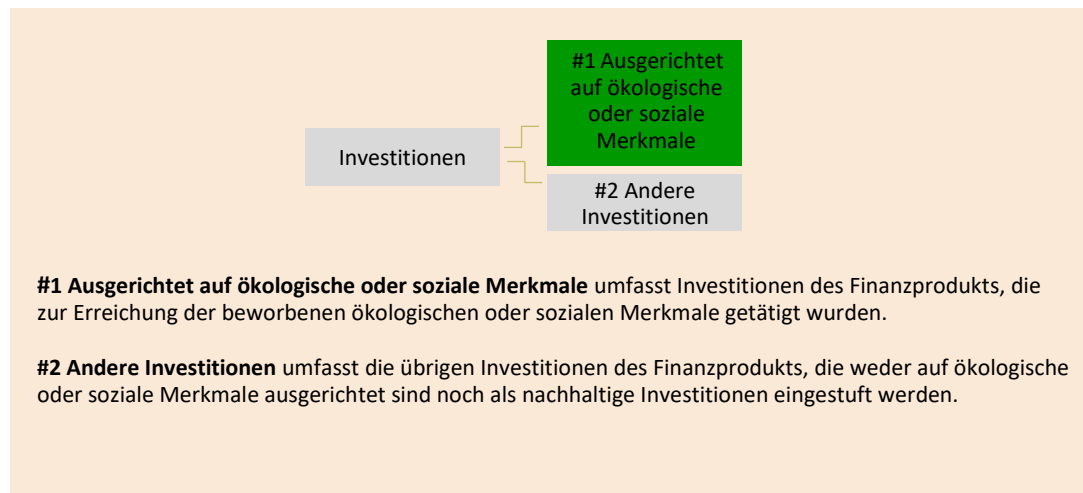 #1 Ausgerichtet
auf ökologische
oder soziale
Merkmale
Investitionen
#2 Andere
Investitionen
#1 Ausgerichtet auf ökologische oder soziale Merkmale umfasst Investitionen des Finanzprodukts, die
zur Erreichung der beworbenen ökologischen oder sozialen Merkmale getätigt wurden.
#2 Andere Investitionen umfasst die übrigen Investitionen des Finanzprodukts, die weder auf ökologische
oder soziale Merkmale ausgerichtet sind noch als nachhaltige Investitionen eingestuft werden.